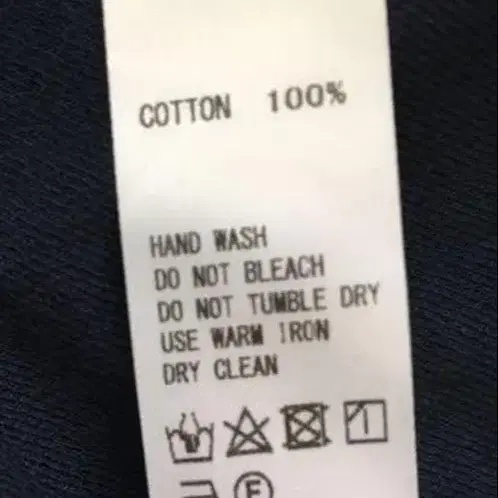 COTTON 100%
HAND WASH
DO NOT BLEACH
DO NOT TUMBLE DRY
USE WARM IRON
DRY CLEAN
F